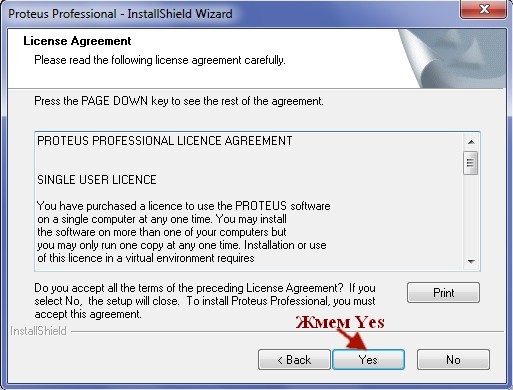 Proteus Professional - InstallShield Wizard
License Agreement
Please read the following license agreement carefully.
Press the PAGE DOWN key to see the rest of the agreement.
PROTEUS PROFESSIONAL LICENCE AGREEMENT
SINGLE USER LICENCE
You have purchased a licence to use the PROTEUS software
on a single computer at any one time. You may install
the software on more than one of your computers but
you may only run one copy at any one time. Installation or use
of this licence in a virtual environment requires
Do you accept all the terms of the preceding License Agreement? If you
select No, the setup will close. To install Proteus Professional, you must
accept this agreement.
Print
Жмем Yes
InstallShield
< Back
Yes
No